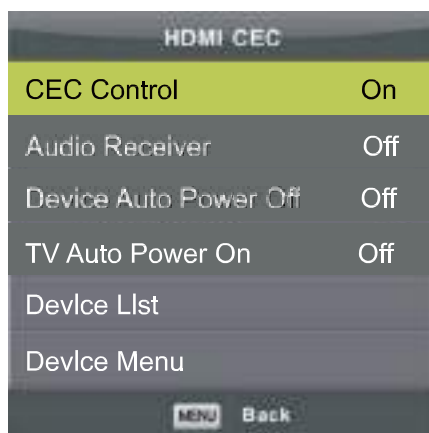 HDMI CEC
CEC Control On
Audio Receiver Off
Device Auto Power Off Off
TV Auto Power On Off
DevIce LIst
DevIce Menu
MENU Back